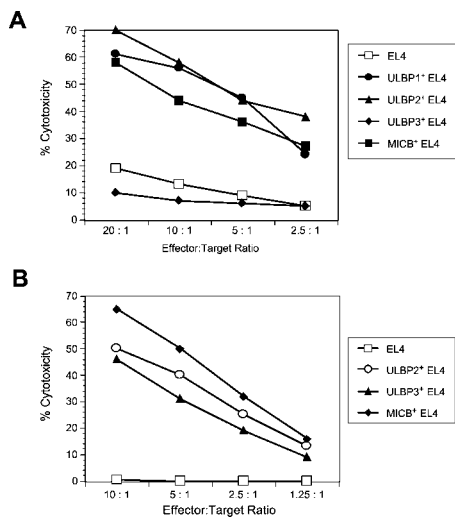 A
% Cytotoxicity
70
60
50
40
30
20
10
0
20 : 1
10 : 1
5 : 1
2.5 : 1
Effector:Target Ratio
EL4
ULBP1⁺ EL4
ULBP2⁺ EL4
ULBP3⁺ EL4
MICB⁺ EL4
B
% Cytotoxicity
70
60
50
40
30
20
10
0
10 : 1
5 : 1
2.5 : 1
1.25 : 1
Effector:Target Ratio
EL4
ULBP2⁺ EL4
ULBP3⁺ EL4
MICB⁺ EL4